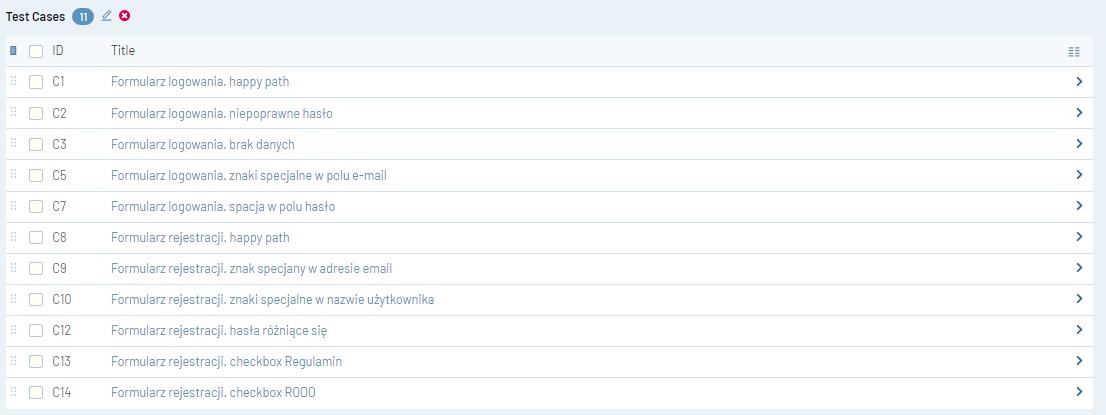 Test Cases 11
ID Title
C1 Formularz logowania. happy path
C2 Formularz logowania. niepoprawne hasło
C3 Formularz logowania. brak danych
C5 Formularz logowania. znaki specjalne w polu e-mail
C7 Formularz logowania. spacja w polu hasło
C8 Formularz rejestracji. happy path
C9 Formularz rejestracji. znak specjany w adresie email
C10 Formularz rejestracji. znaki specjalne w nazwie użytkownika
C12 Formularz rejestracji. hasła różniące się
C13 Formularz rejestracji. checkbox Regulamin
C14 Formularz rejestracji. checkbox RODO